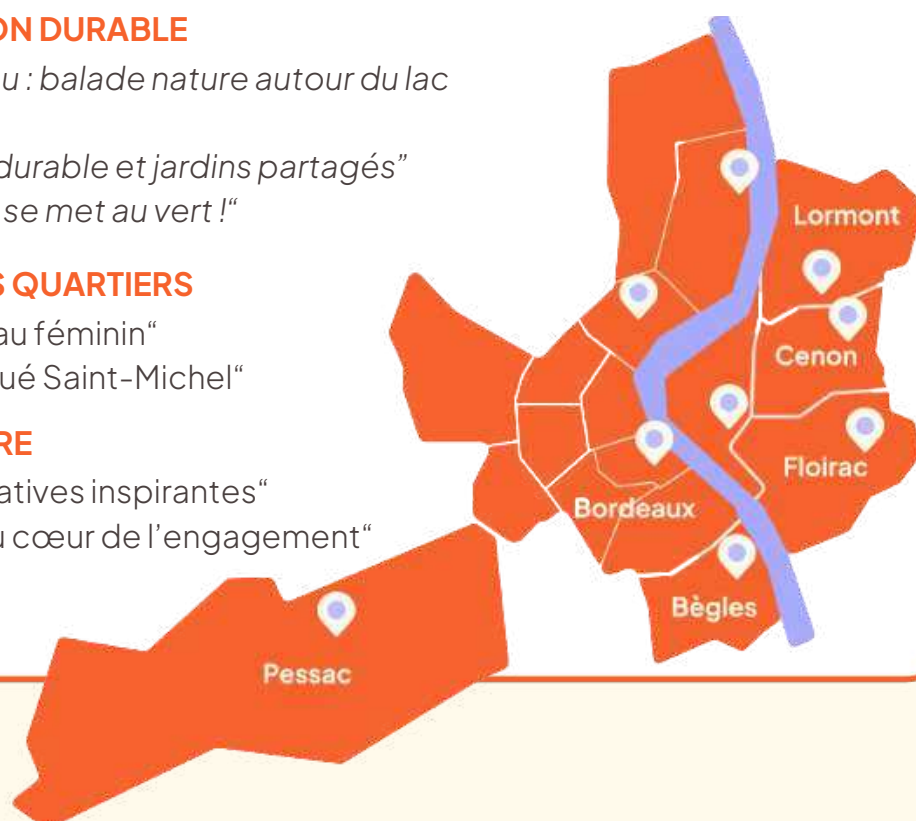 ON DURABLE
u : balade nature autour du lac
durable et jardins partagés”
se met au vert !“
S QUARTIERS
au féminin“
ué Saint-Michel“
RE
atives inspirantes“
u cœur de l’engagement“
Lormont
Cenon
Floirac
Bordeaux
Bègles
Pessac